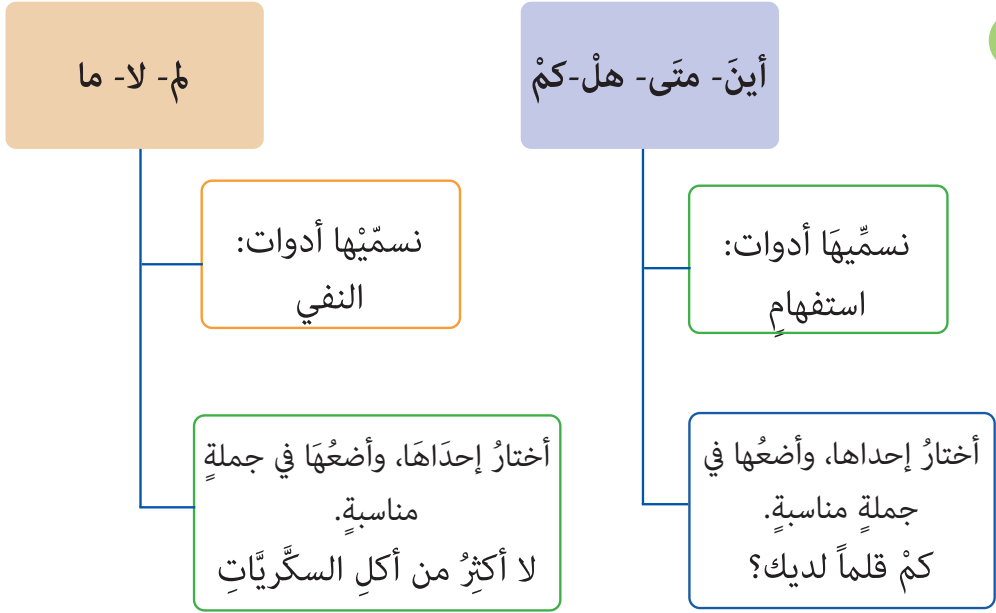 أينَ- متَى- هلْ-كمْ
نسمِّيهَا أدوات:
استفهامٍ
أختارُ إحداها، وأضعُها في
جملةٍ مناسبةٍ.
كمْ قلماً لديك؟
لم- لا- ما
نسمّيْها أدوات:
النفي
أختارُ إحدَاهَا، وأضعُهَا في جملةٍ
مناسبةٍ.
لا أكثِرُ من أكلِ السكَّريَّاتِ